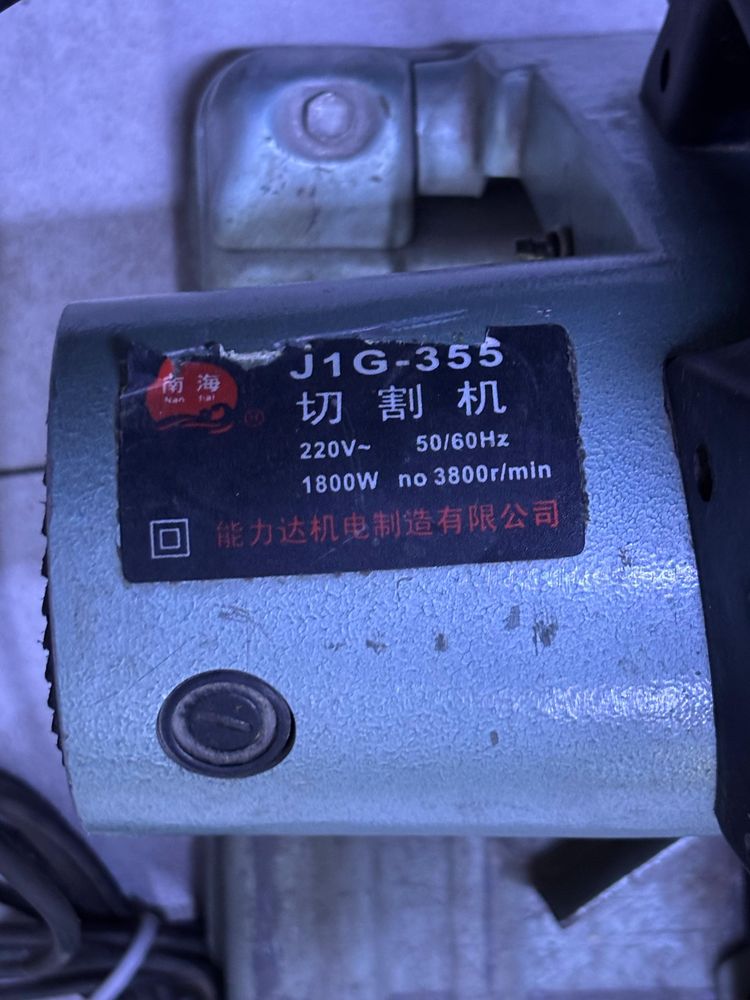 南 海
Nan hai
J1G-355
切割机
220V~ 50/60Hz
1800W no 3800r/min
能力达机电制造有限公司